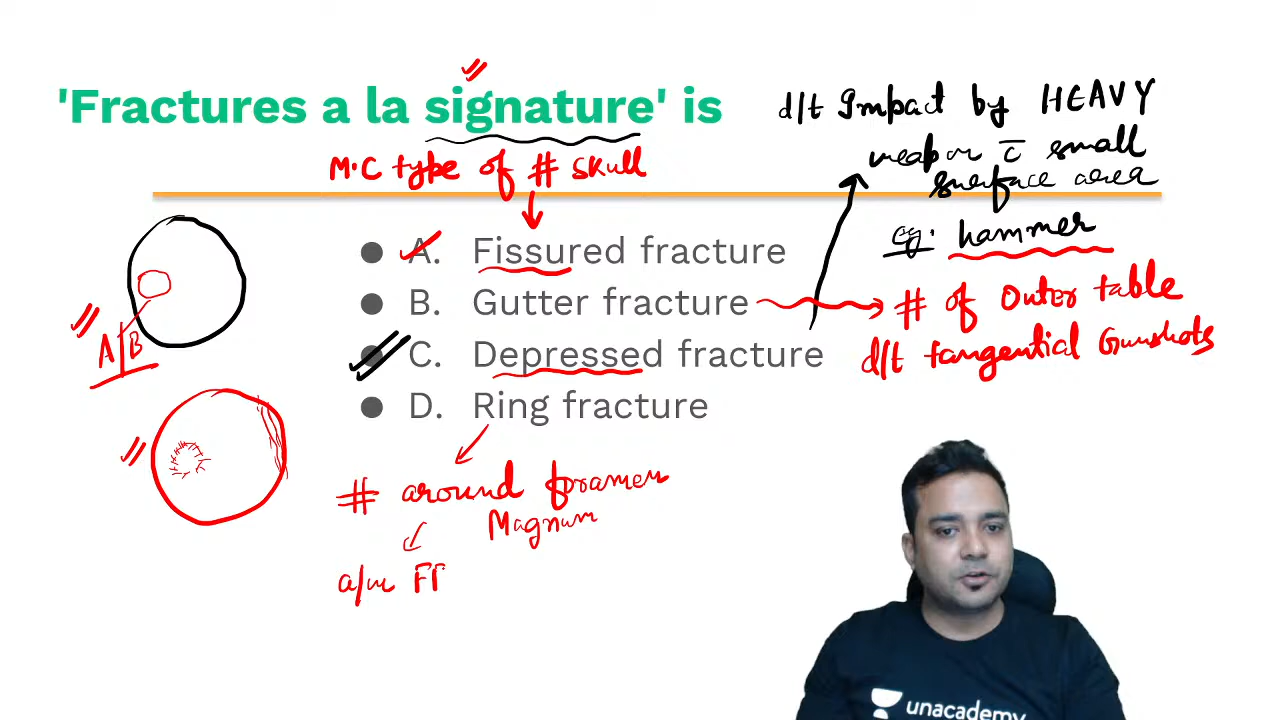 'Fractures a la signature' is
M.C type of # skull
d/t Impact by HEAVY
weapon c̅ small
surface area
eg. hammer
A. Fissured fracture
B. Gutter fracture
# of Outer table
d/t tangential Gunshots
C. Depressed fracture
D. Ring fracture
A/B
# around foramen
Magnum
a/w FF
unacademy